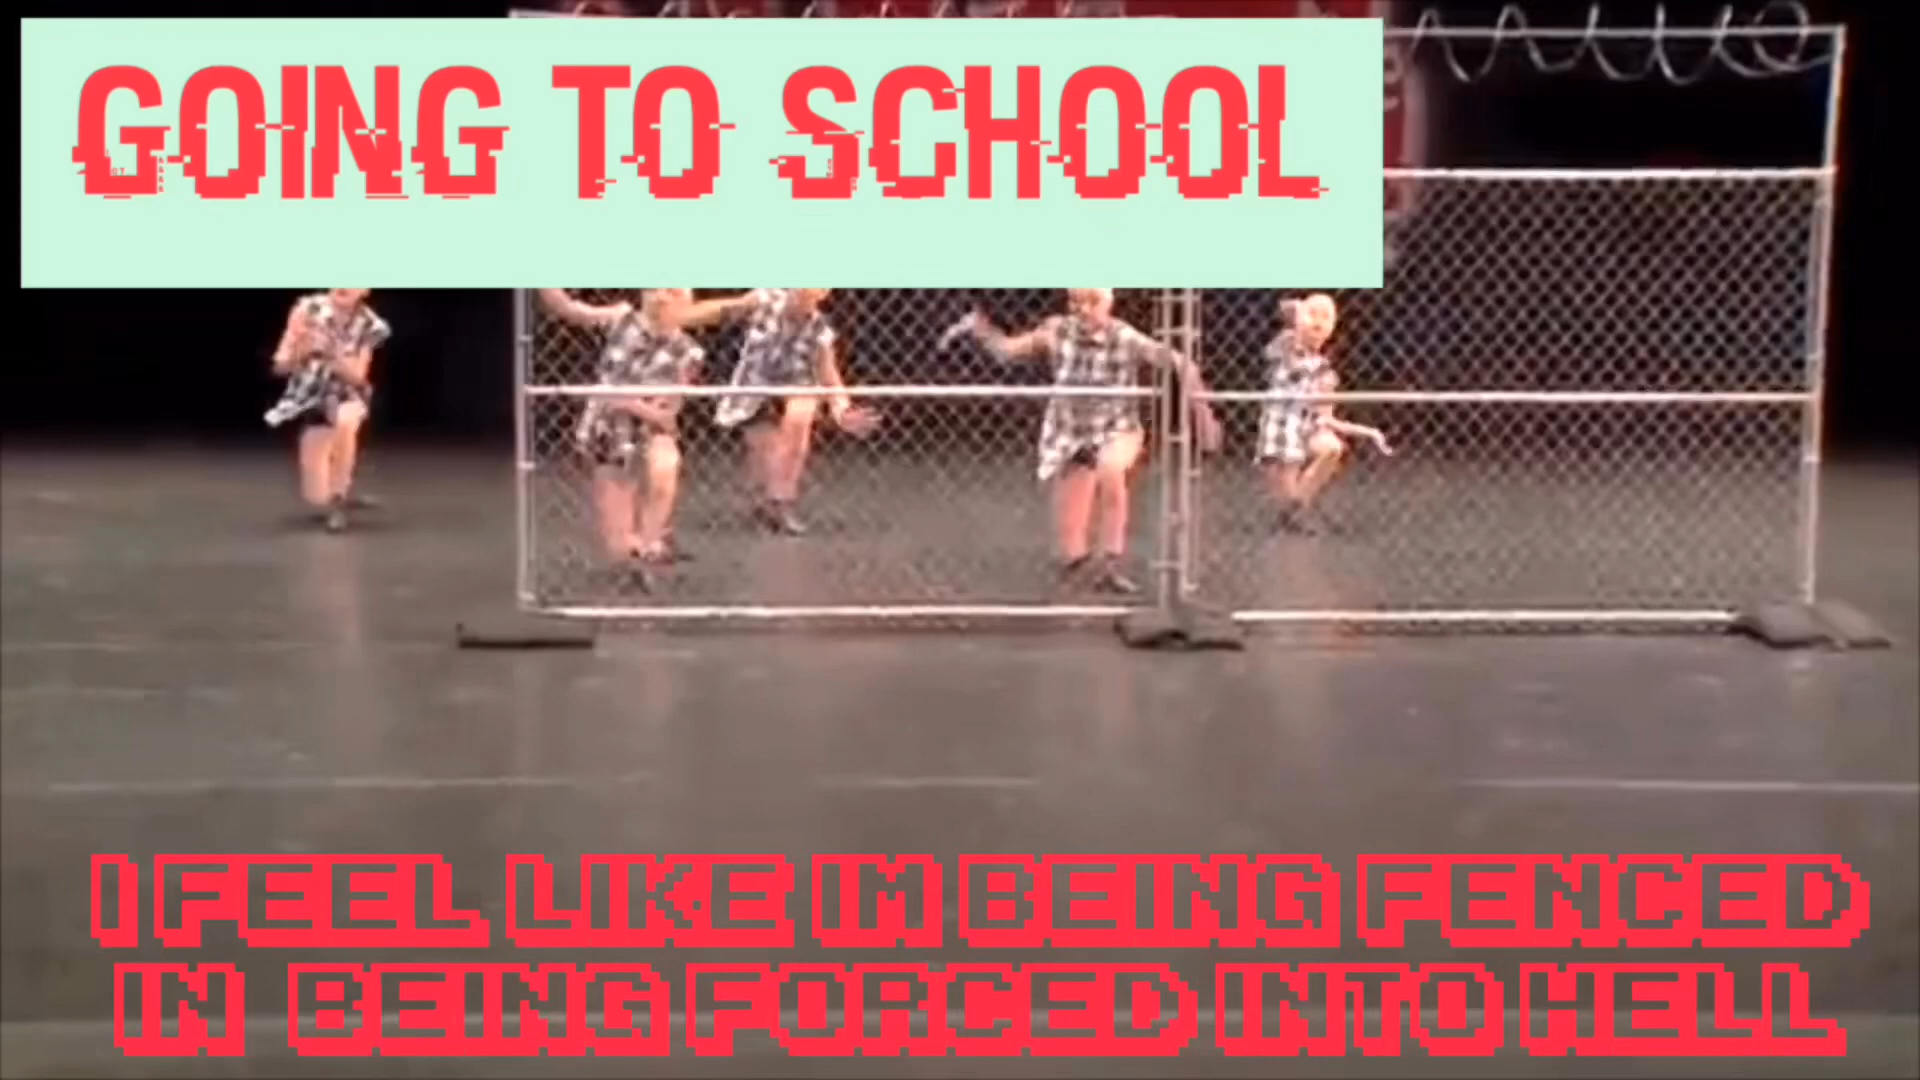 GOING TO SCHOOL
I FEEL LIKE IM BEING FENCED
IN BEING FORCED INTO HELL